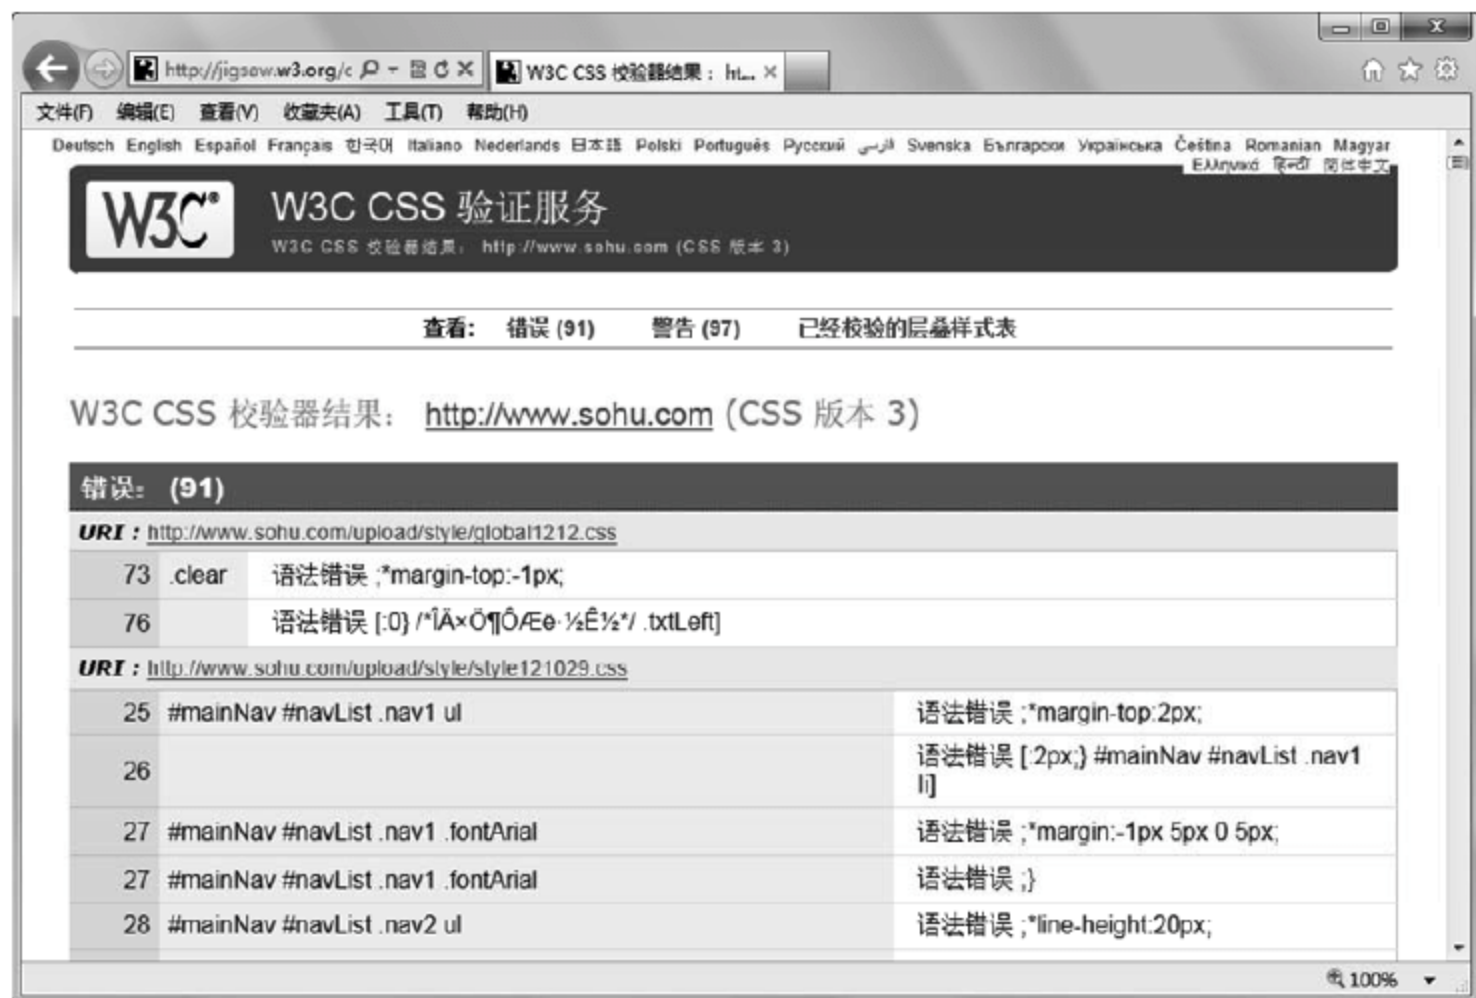 http://jigsaw.w3.org/c
W3C CSS 校验器结果： ht...
文件(F) 编辑(E) 查看(V) 收藏夹(A) 工具(T) 帮助(H)
Deutsch English Español Français 한국어 Italiano Nederlands 日本語 Polski Português Русский فارسی Svenska Български Українська Čeština Romanian Magyar
Ελληνικά हिन्दी 简体中文
W3C® W3C CSS 验证服务
W3C CSS 校验器结果： http://www.sohu.com (CSS 版本 3)
查看: 错误 (91) 警告 (97) 已经校验的层叠样式表
W3C CSS 校验器结果： http://www.sohu.com (CSS 版本 3)
错误： (91)
URI : http://www.sohu.com/upload/style/global1212.css
73 .clear 语法错误 ;*margin-top:-1px;
76 语法错误 [:0} /*ÎÄ×Ö¶ÔÆë·½Ê½*/ .txtLeft]
URI : http://www.sohu.com/upload/style/style121029.css
25 #mainNav #navList .nav1 ul 语法错误 ;*margin-top:2px;
26 语法错误 [:2px;} #mainNav #navList .nav1
li]
27 #mainNav #navList .nav1 .fontArial 语法错误 ;*margin:-1px 5px 0 5px;
27 #mainNav #navList .nav1 .fontArial 语法错误 ;}
28 #mainNav #navList .nav2 ul 语法错误 ;*line-height:20px;
100%